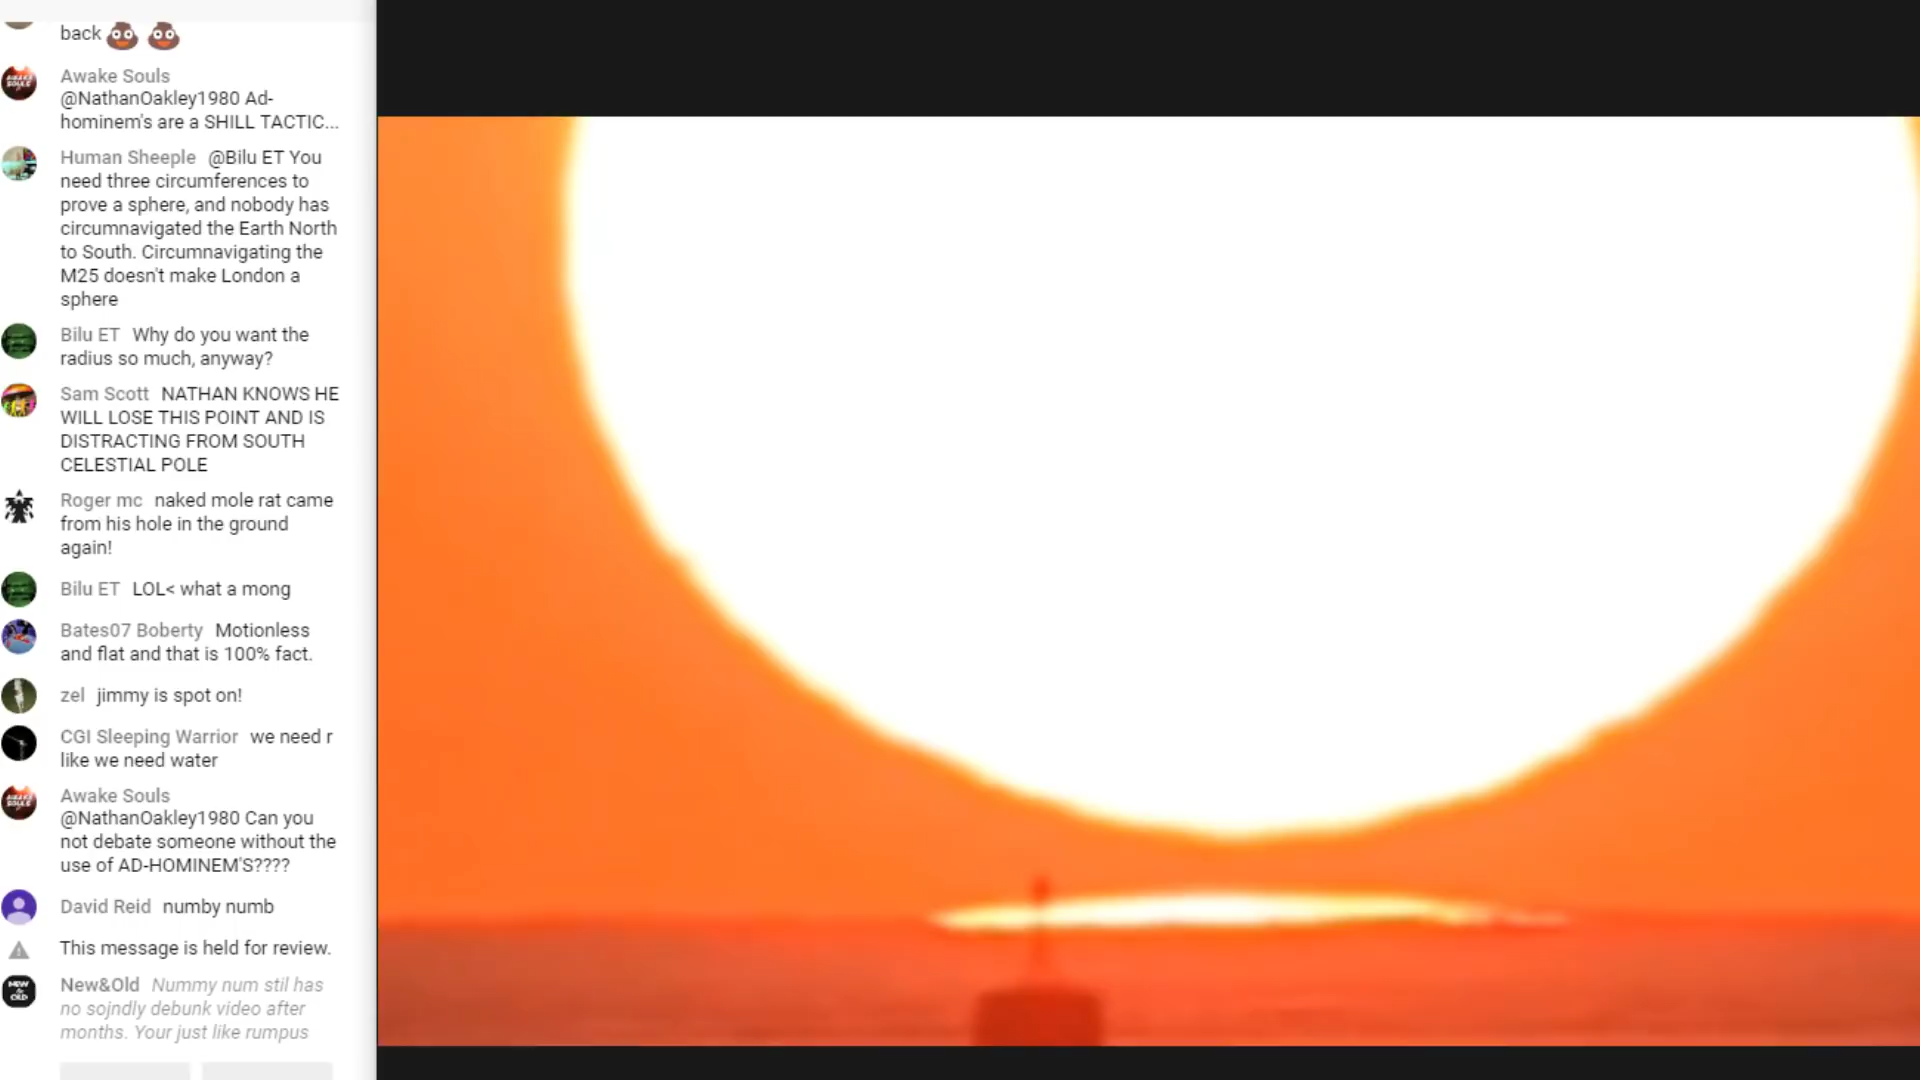 back
Awake Souls
@NathanOakley1980 Ad-
hominem's are a SHILL TACTIC...
Human Sheeple @Bilu ET You
need three circumferences to
prove a sphere, and nobody has
circumnavigated the Earth North
to South. Circumnavigating the
M25 doesn't make London a
sphere
Bilu ET Why do you want the
radius so much, anyway?
Sam Scott NATHAN KNOWS HE
WILL LOSE THIS POINT AND IS
DISTRACTING FROM SOUTH
CELESTIAL POLE
Roger mc naked mole rat came
from his hole in the ground
again!
Bilu ET LOL< what a mong
Bates07 Boberty Motionless
and flat and that is 100% fact.
zel jimmy is spot on!
CGI Sleeping Warrior we need r
like we need water
Awake Souls
@NathanOakley1980 Can you
not debate someone without the
use of AD-HOMINEM'S????
David Reid numby numb
This message is held for review.
New&Old Nummy num stil has
no sojndly debunk video after
months. Your just like rumpus